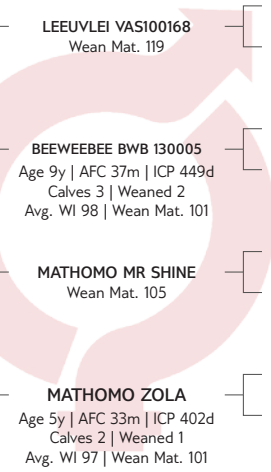 LEEUVLEI VAS100168
Wean Mat. 119
BEEWEEBEE BWB 130005
Age 9y | AFC 37m | ICP 449d
Calves 3 | Weaned 2
Avg. WI 98 | Wean Mat. 101
MATHOMO MR SHINE
Wean Mat. 105
MATHOMO ZOLA
Age 5y | AFC 33m | ICP 402d
Calves 2 | Weaned 1
Avg. WI 97 | Wean Mat. 101